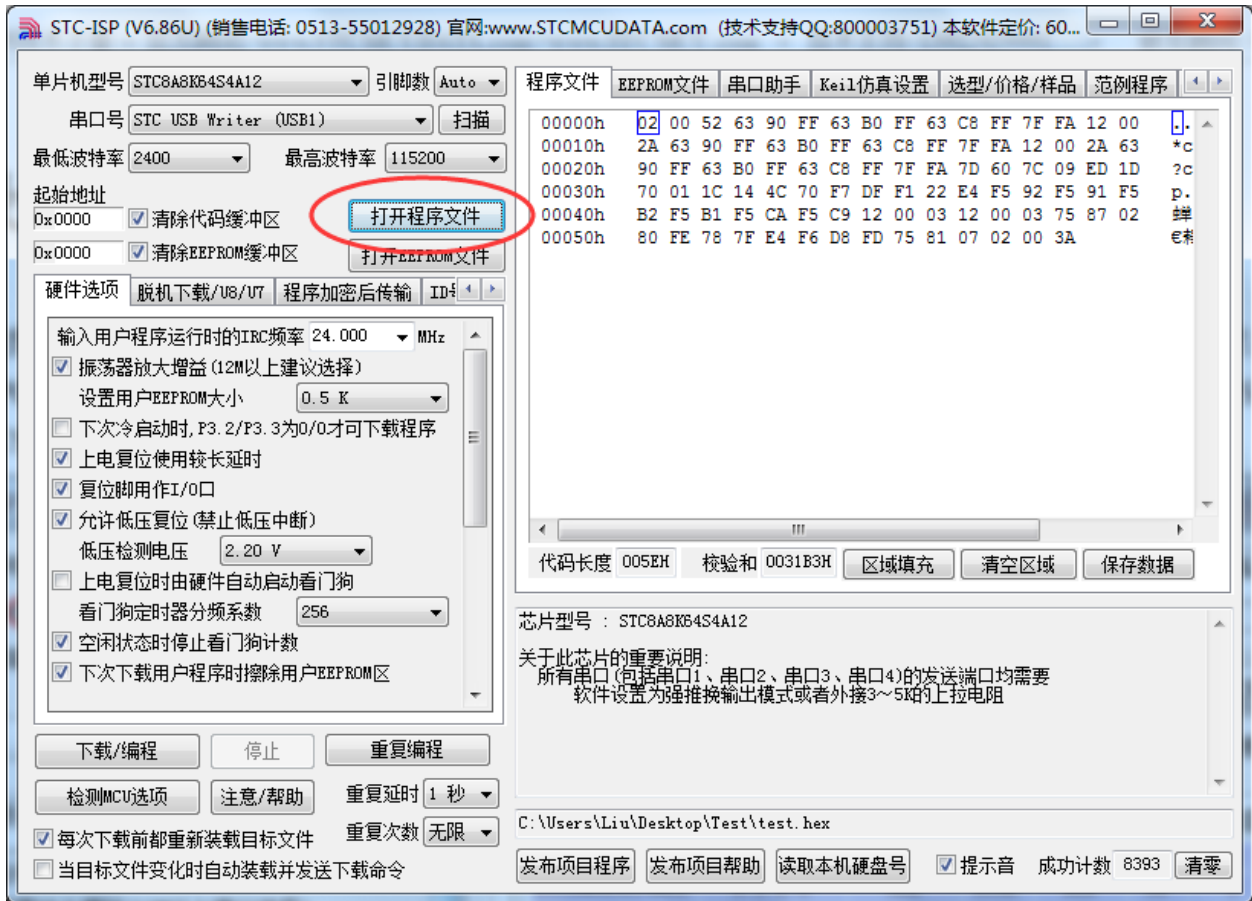 STC-ISP (V6.86U) (销售电话: 0513-55012928) 官网:www.STCMCUDATA.com (技术支持QQ:800003751) 本软件定价: 60...
单片机型号 STC8A8K64S4A12 引脚数 Auto
串口号 STC USB Writer (USB1) 扫描
最低波特率 2400 最高波特率 115200
起始地址
0x0000 清除代码缓冲区 打开程序文件
0x0000 清除EEPROM缓冲区 打开EEPROM文件
硬件选项 脱机下载/U8/U7 程序加密后传输
输入用户程序运行时的IRC频率 24.000 MHz
振荡器放大增益(12M以上建议选择)
设置用户EEPROM大小 0.5 K
下次冷启动时,P3.2/P3.3为0/0才可下载程序
上电复位使用较长延时
复位脚用作I/O口
允许低压复位(禁止低压中断)
低压检测电压 2.20 V
上电复位时由硬件自动启动看门狗
看门狗定时器分频系数 256
空闲状态时停止看门狗计数
下次下载用户程序时擦除用户EEPROM区
下载/编程 停止 重复编程
检测MCU选项 注意/帮助 重复延时 1 秒
每次下载前都重新装载目标文件 重复次数 无限
当目标文件变化时自动装载并发送下载命令
程序文件 EEPROM文件 串口助手 Keil仿真设置 选型/价格/样品 范例程序
00000h 02 00 52 63 90 FF 63 B0 FF 63 C8 FF 7F FA 12 00 ..
00010h 2A 63 90 FF 63 B0 FF 63 C8 FF 7F FA 12 00 2A 63 *c
00020h 90 FF 63 B0 FF 63 C8 FF 7F FA 7D 60 7C 09 ED 1D ?c
00030h 70 01 1C 14 4C 70 F7 DF F1 22 E4 F5 92 F5 91 F5 p.
00040h B2 F5 B1 F5 CA F5 C9 12 00 03 12 00 03 75 87 02
00050h 80 FE 78 7F E4 F6 D8 FD 75 81 07 02 00 3A
代码长度 005EH 校验和 0031B3H 区域填充 清空区域 保存数据
芯片型号 : STC8A8K64S4A12
关于此芯片的重要说明:
所有串口(包括串口1、串口2、串口3、串口4)的发送端口均需要
软件设置为强推挽输出模式或者外接3～5K的上拉电阻
C:\Users\Liu\Desktop\Test\test.hex
发布项目程序 发布项目帮助 读取本机硬盘号 提示音 成功计数 8393 清零